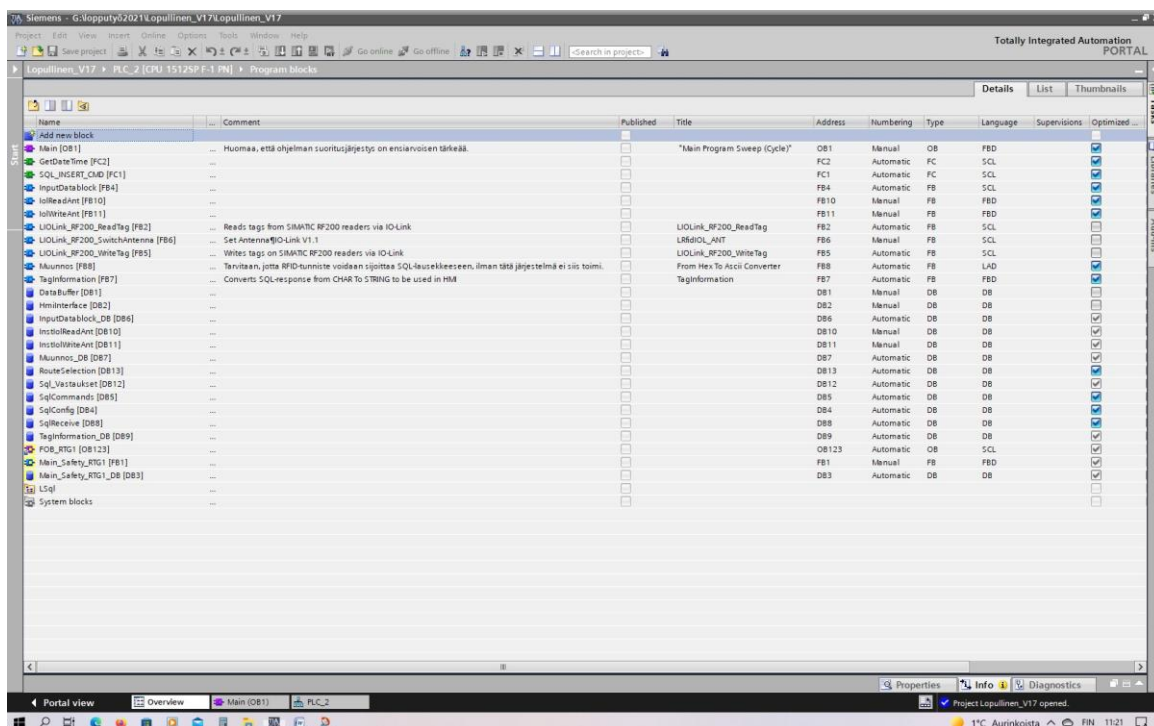 Siemens - G:\lopputyö2021\Lopullinen_V17\Lopullinen_V17
Project Edit View Insert Online Options Tools Window Help
Totally Integrated Automation
PORTAL
Save project Go online Go offline <Search in project>
Lopullinen_V17 PLC_2 [CPU 1512SP F-1 PN] Program blocks
Details List Thumbnails
Name ... Comment Published Title Address Numbering Type Language Supervisions Optimized ...
Add new block
Main [OB1] ... Huomaa, että ohjelman suoritusjärjestys on ensiarvoisen tärkeää. "Main Program Sweep (Cycle)" OB1 Manual OB FBD
GetDateTime [FC2] ... FC2 Automatic FC SCL
SQL_INSERT_CMD [FC1] ... FC1 Automatic FC SCL
InputDatablock [FB4] ... FB4 Automatic FB SCL
IolReadAnt [FB10] ... FB10 Manual FB FBD
IolWriteAnt [FB11] ... FB11 Manual FB FBD
LIOLink_RF200_ReadTag [FB2] ... Reads tags from SIMATIC RF200 readers via IO-Link LIOLink_RF200_ReadTag FB2 Automatic FB SCL
LIOLink_RF200_SwitchAntenna [FB6] ... Set Antenna¶IO-Link V1.1 LRfidIOL_ANT FB6 Manual FB SCL
LIOLink_RF200_WriteTag [FB5] ... Writes tags on SIMATIC RF200 readers via IO-Link LIOLink_RF200_WriteTag FB5 Automatic FB SCL
Muunnos [FB8] ... Tarvitaan, jotta RFID-tunniste voidaan sijoittaa SQL-lausekkeeseen, ilman tätä järjestelmä ei siis toimi. From Hex To Ascii Converter FB8 Automatic FB LAD
TagInformation [FB7] ... Converts SQL-response from CHAR To STRING to be used in HMI TagInformation FB7 Automatic FB FBD
DataBuffer [DB1] ... DB1 Manual DB DB
HmiInterface [DB2] ... DB2 Manual DB DB
InputDatablock_DB [DB6] ... DB6 Automatic DB DB
InstIolReadAnt [DB10] ... DB10 Manual DB DB
InstIolWriteAnt [DB11] ... DB11 Manual DB DB
Muunnos_DB [DB7] ... DB7 Automatic DB DB
RouteSelection [DB13] ... DB13 Automatic DB DB
Sql_Vastaukset [DB12] ... DB12 Automatic DB DB
SqlCommands [DB5] ... DB5 Automatic DB DB
SqlConfig [DB4] ... DB4 Automatic DB DB
SqlReceive [DB8] ... DB8 Automatic DB DB
TagInformation_DB [DB9] ... DB9 Automatic DB DB
FOB_RTG1 [OB123] ... OB123 Automatic OB SCL
Main_Safety_RTG1 [FB1] ... FB1 Manual FB FBD
Main_Safety_RTG1_DB [DB3] ... DB3 Automatic DB DB
LSql ...
System blocks ...
Start
Properties Info Diagnostics
Portal view Overview Main (OB1) PLC_2 Project Lopullinen_V17 opened.
1°C Aurinkoista FIN 11:21